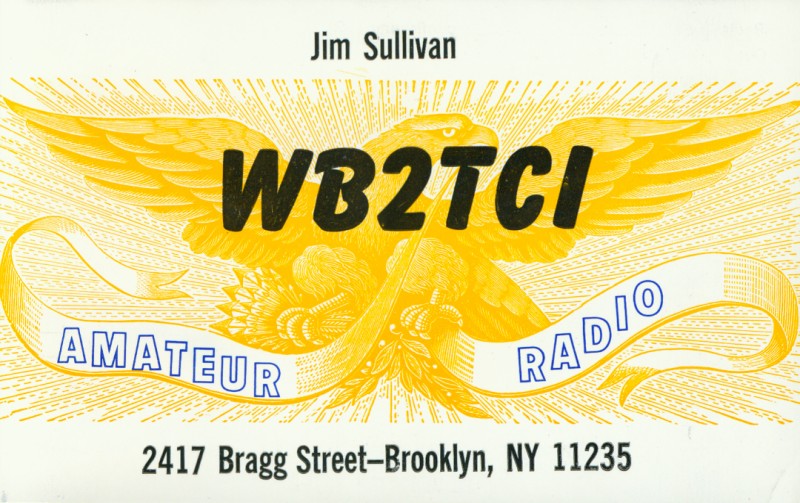 Jim Sullivan
WB2TCI
AMATEUR RADIO
2417 Bragg Street–Brooklyn, NY 11235